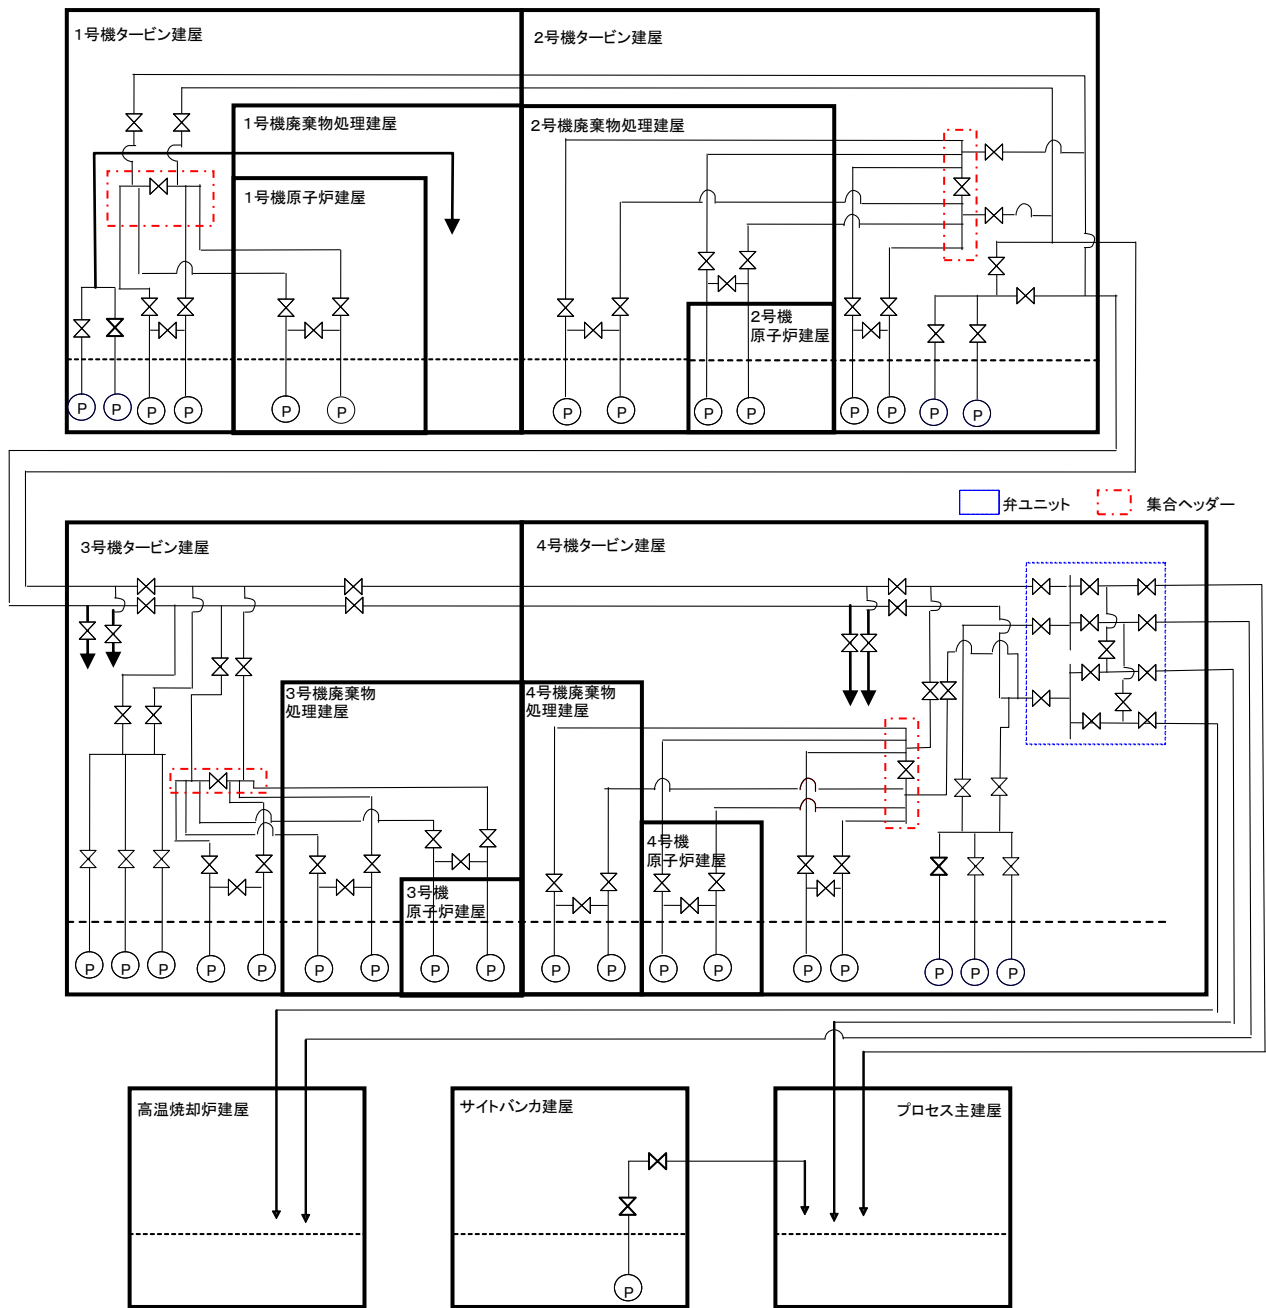 1号機タービン建屋
2号機タービン建屋
1号機廃棄物処理建屋
2号機廃棄物処理建屋
1号機原子炉建屋
2号機
原子炉建屋
P P P P P P P P P P P P P P
弁ユニット
集合ヘッダー
3号機タービン建屋
4号機タービン建屋
3号機廃棄物
処理建屋
4号機廃棄物
処理建屋
3号機
原子炉建屋
4号機
原子炉建屋
P P P P P P P P P P P P P P P P P P
高温焼却炉建屋
サイトバンカ建屋
プロセス主建屋
P